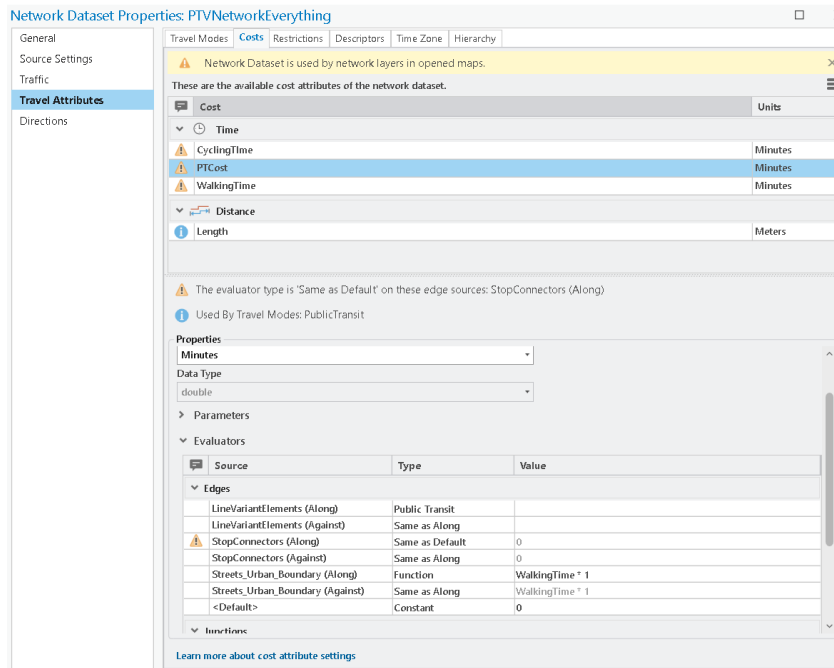 Network Dataset Properties: PTVNetworkEverything
General
Source Settings
Traffic
Travel Attributes
Directions
Travel Modes Costs Restrictions Descriptors Time Zone Hierarchy
Network Dataset is used by network layers in opened maps.
These are the available cost attributes of the network dataset.
Cost Units
Time
CyclingTIme Minutes
PTCost Minutes
WalkingTime Minutes
Distance
Length Meters
The evaluator type is 'Same as Default' on these edge sources: StopConnectors (Along)
Used By Travel Modes: PublicTransit
Properties
Minutes
Data Type
double
Parameters
Evaluators
Source Type Value
Edges
LineVariantElements (Along) Public Transit
LineVariantElements (Against) Same as Along
StopConnectors (Along) Same as Default 0
StopConnectors (Against) Same as Along 0
Streets_Urban_Boundary (Along) Function WalkingTime * 1
Streets_Urban_Boundary (Against) Same as Along WalkingTime * 1
<Default> Constant 0
Junctions
Learn more about cost attribute settings